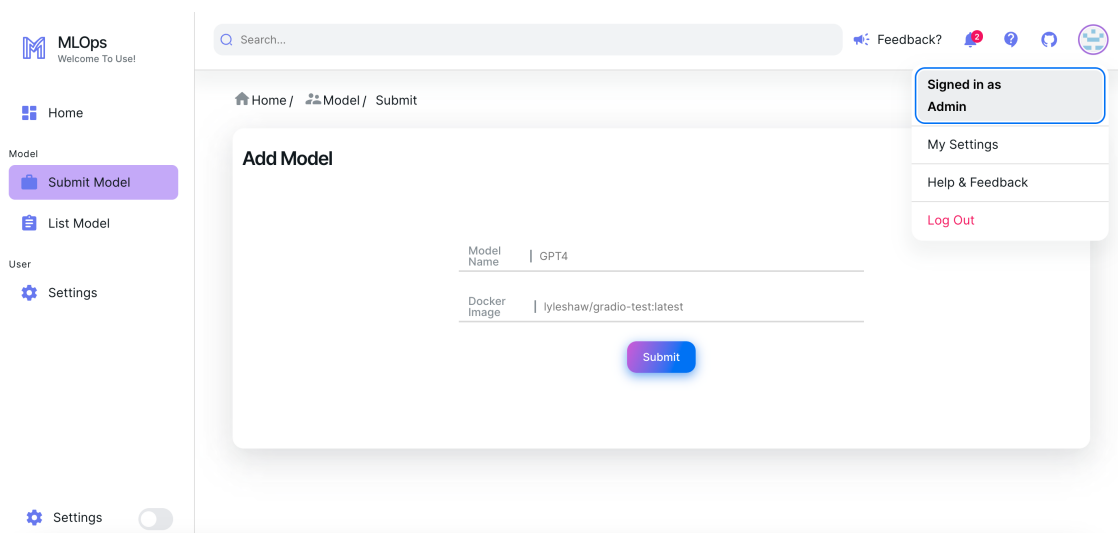 MLOps
Welcome To Use!
Home
Model
Submit Model
List Model
User
Settings
Settings
Search...
Feedback?
2
Home / Model / Submit
Add Model
Model Name | GPT4
Docker Image | lyleshaw/gradio-test:latest
Submit
Signed in as
Admin
My Settings
Help & Feedback
Log Out